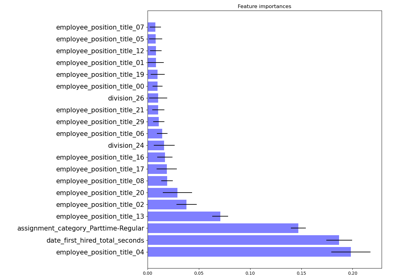 Feature importances
employee_position_title_07
employee_position_title_05
employee_position_title_12
employee_position_title_01
employee_position_title_19
employee_position_title_00
division_26
employee_position_title_21
employee_position_title_29
employee_position_title_06
division_24
employee_position_title_16
employee_position_title_17
employee_position_title_08
employee_position_title_20
employee_position_title_02
employee_position_title_13
assignment_category_Parttime-Regular
date_first_hired_total_seconds
employee_position_title_04
0.00 0.05 0.10 0.15 0.20